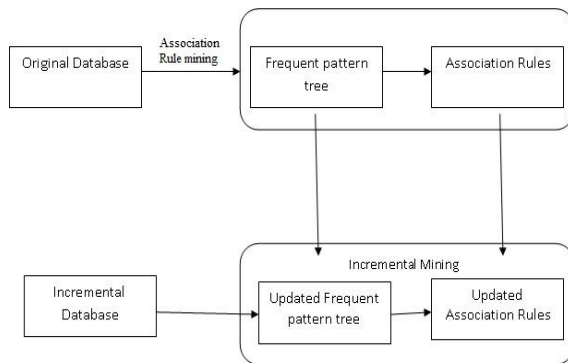 Association
Rule mining
Original Database
Frequent pattern
tree
Association Rules
Incremental Mining
Incremental
Database
Updated Frequent
pattern tree
Updated
Association Rules